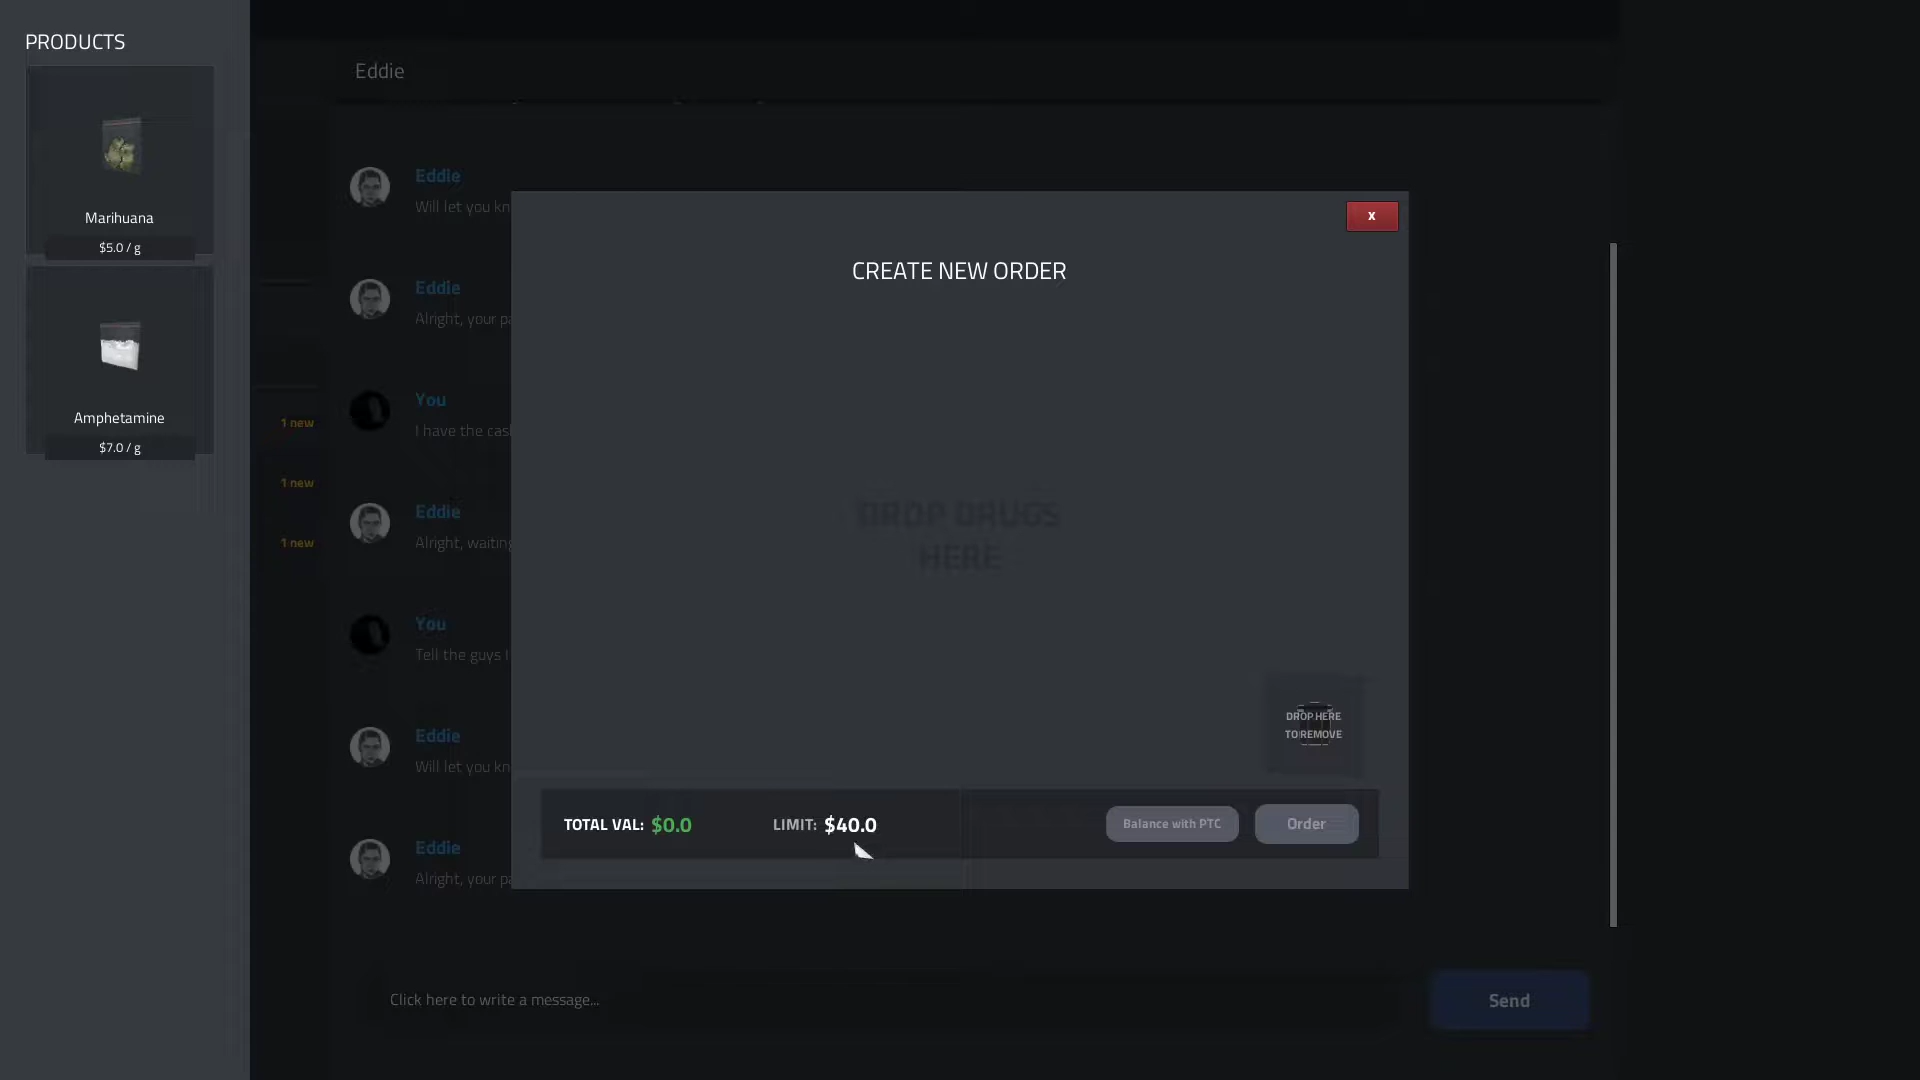 PRODUCTS
Marihuana
$5.0 / g
Amphetamine
$7.0 / g
1 new
1 new
1 new
Eddie
Eddie
Will let you kn
Eddie
Alright, your pa
You
I have the cas
Eddie
Alright, waiting
You
Tell the guys I
Eddie
Will let you kn
Eddie
Alright, your pa
x
CREATE NEW ORDER
DROP DRUGS
HERE
DROP HERE
TO REMOVE
TOTAL VAL: $0.0
LIMIT: $40.0
Balance with PTC
Order
Click here to write a message...
Send